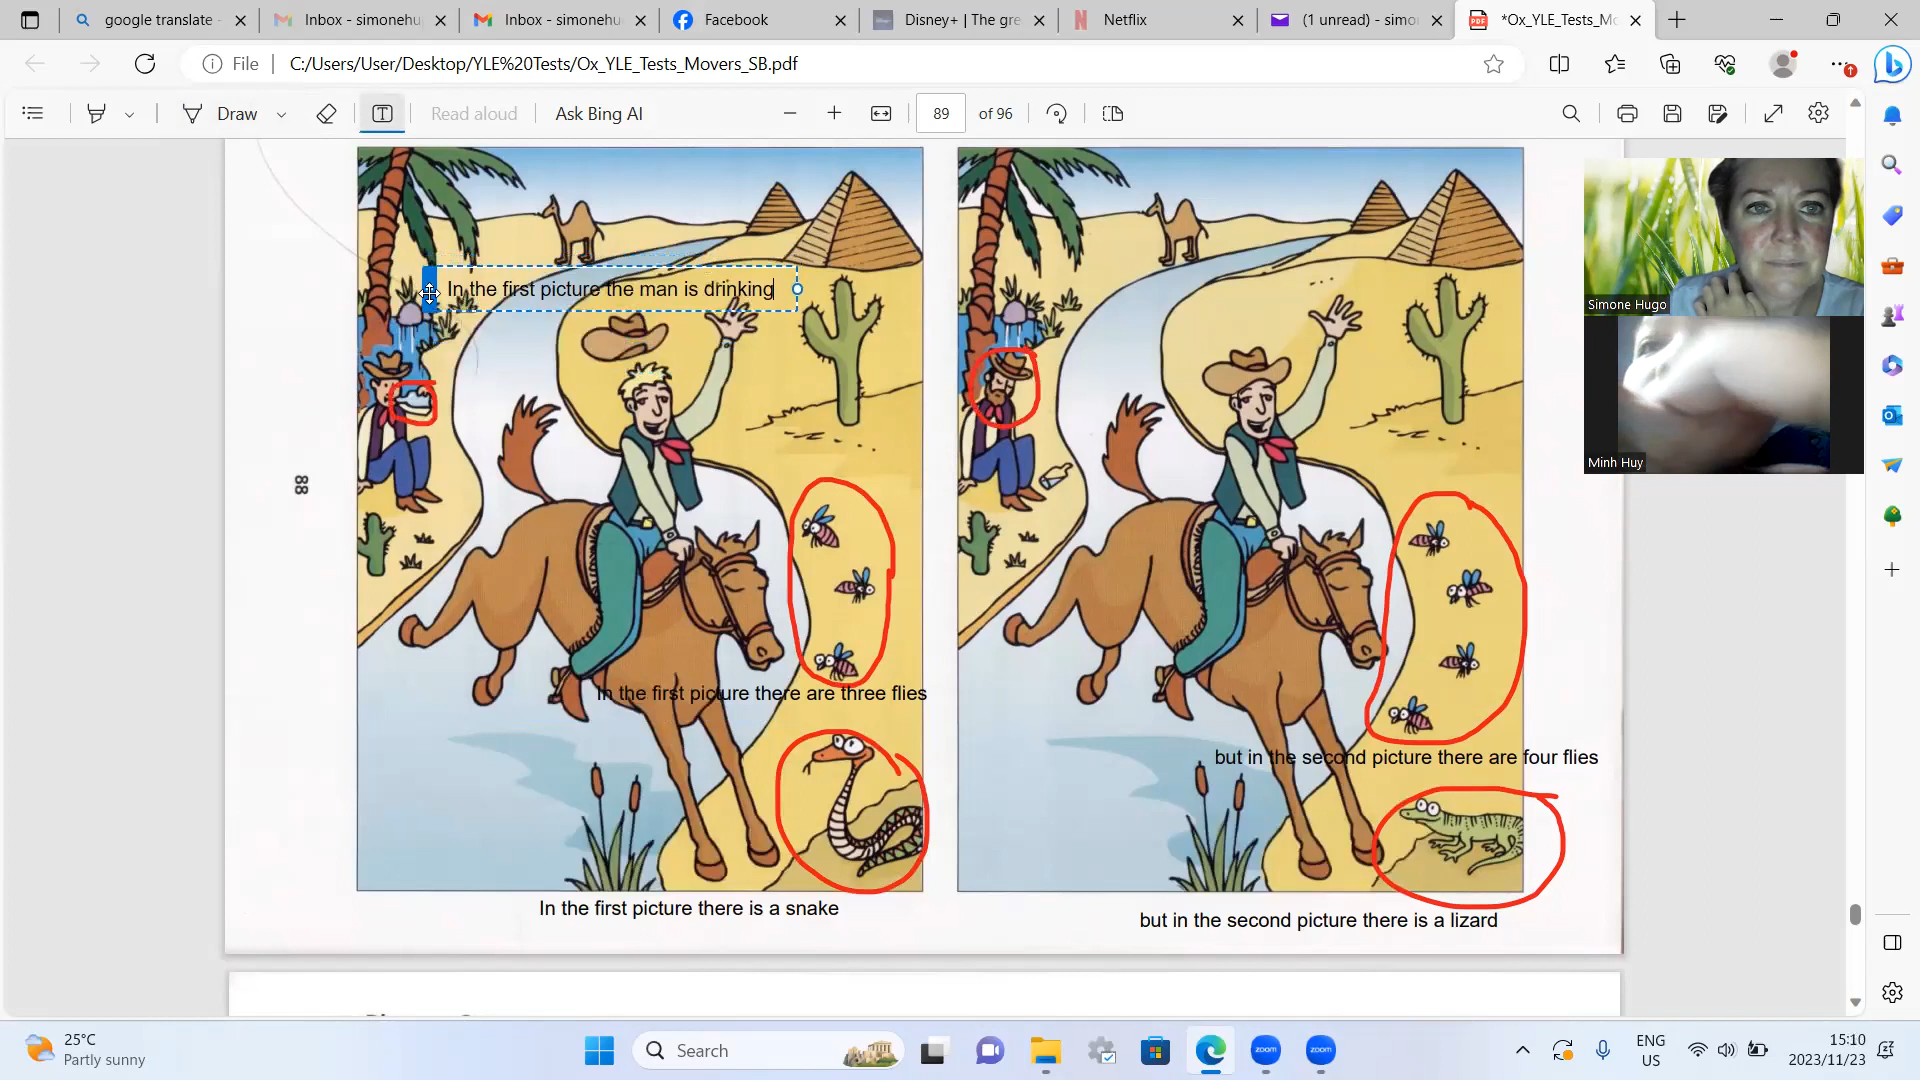 google translate -
Inbox - simonehu
Inbox - simonehu
Facebook
Disney+ | The gre
Netflix
(1 unread) - simo
*Ox_YLE_Tests_Mo
File
C:/Users/User/Desktop/YLE%20Tests/Ox_YLE_Tests_Movers_SB.pdf
Draw
T
Read aloud
Ask Bing AI
89
of 96
In the first picture the man is drinking
Simone Hugo
Minh Huy
88
In the first picture there are three flies
but in the second picture there are four flies
In the first picture there is a snake
but in the second picture there is a lizard
25°C
Partly sunny
Search
zoom
zoom
ENG
US
15:10
2023/11/23